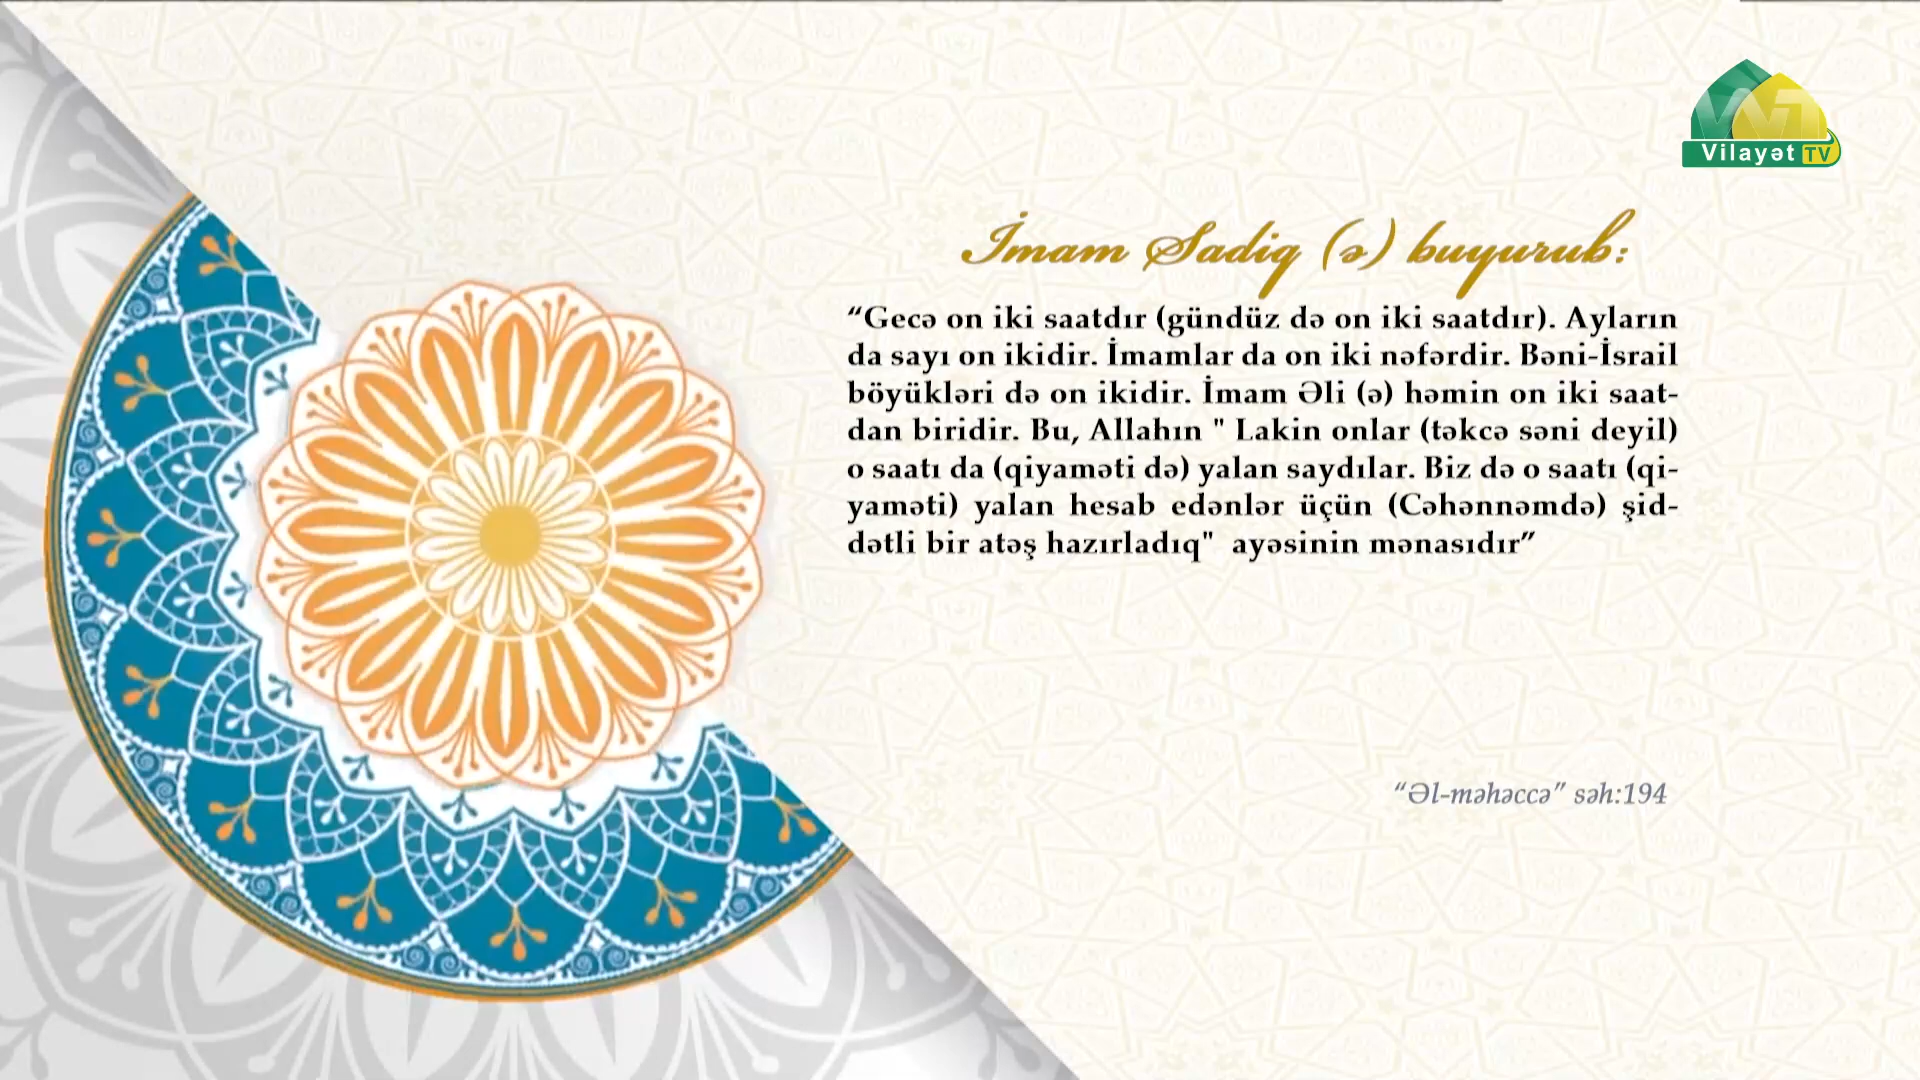 Vilayət TV
İmam Sadiq (ə) buyurub:
“Gecə on iki saatdır (gündüz də on iki saatdır). Ayların
da sayı on ikidir. İmamlar da on iki nəfərdir. Bəni-İsrail
böyükləri də on ikidir. İmam Əli (ə) həmin on iki saat-
dan biridir. Bu, Allahın " Lakin onlar (təkcə səni deyil)
o saatı da (qiyaməti də) yalan saydılar. Biz də o saatı (qi-
yaməti) yalan hesab edənlər üçün (Cəhənnəmdə) şid-
dətli bir atəş hazırladıq"  ayəsinin mənasıdır”
“Əl-məhəccə” səh:194